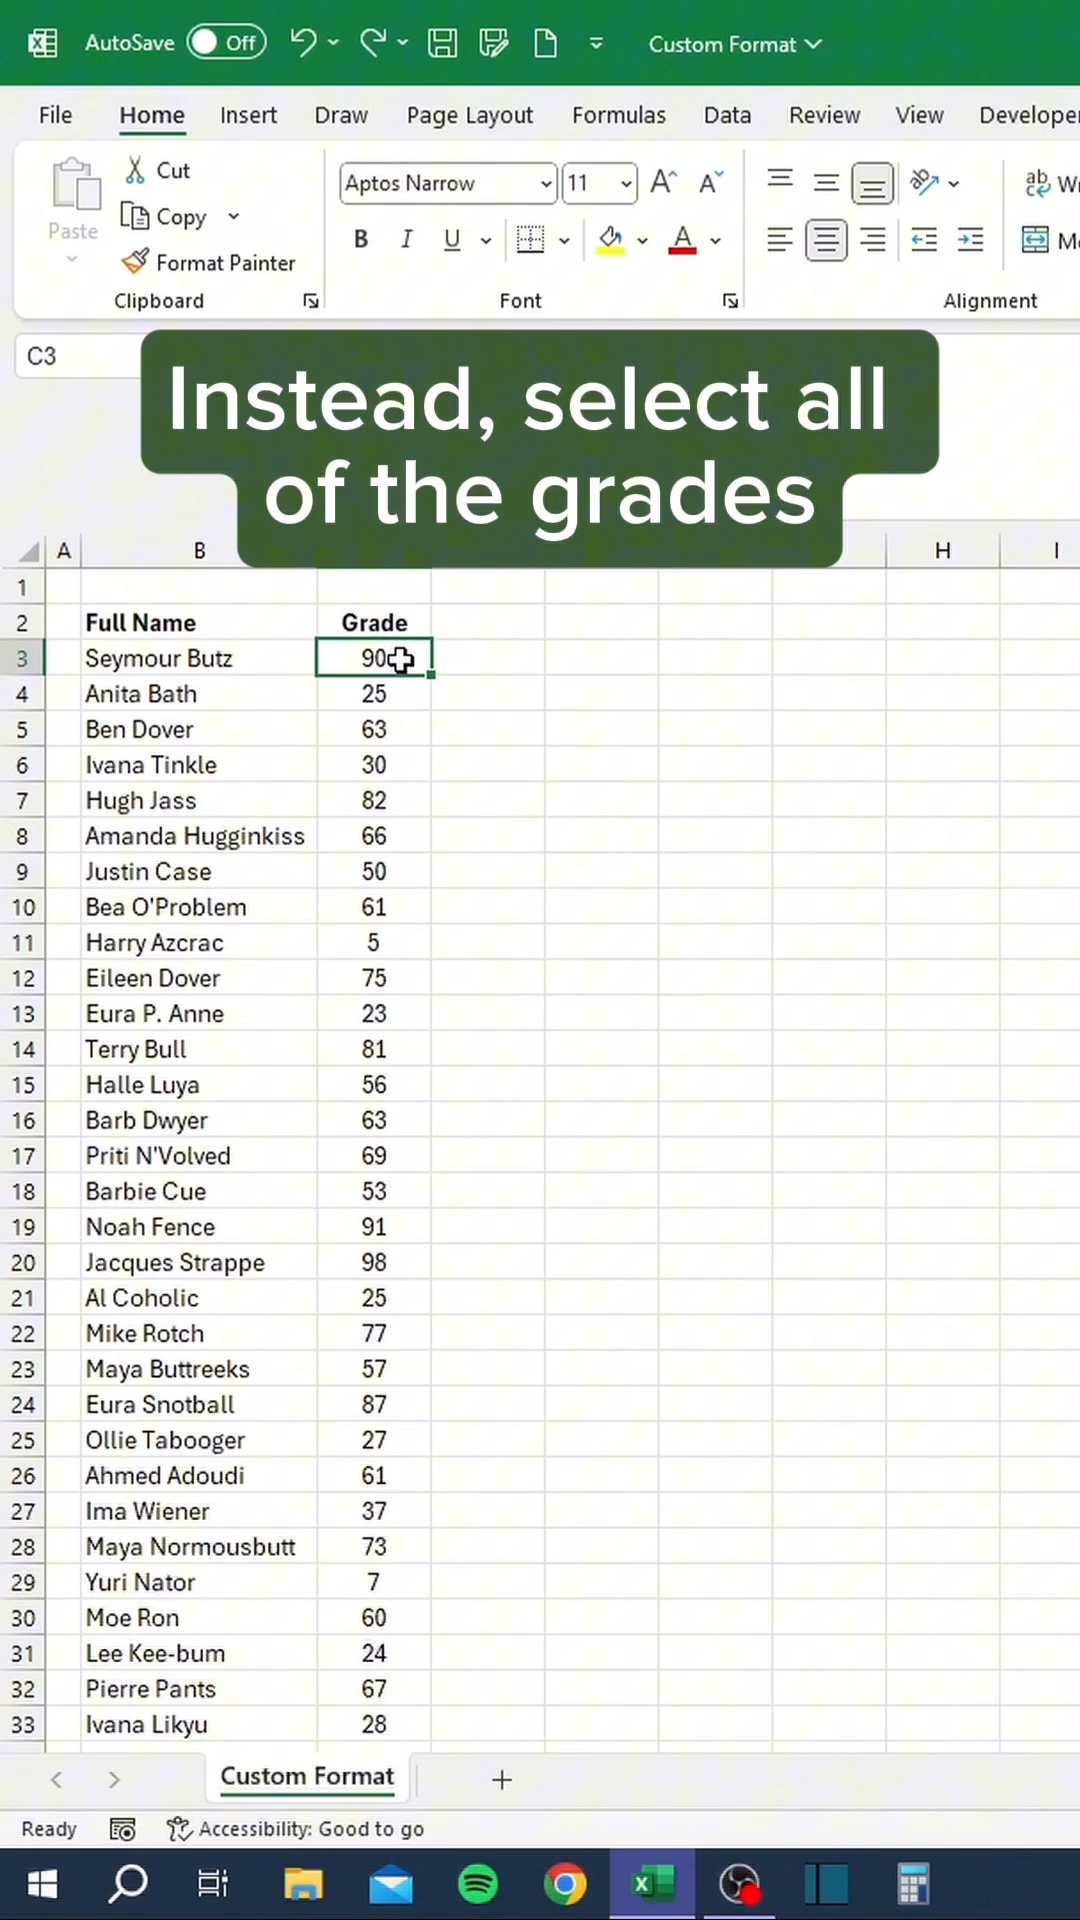 AutoSave Off Custom Format
File Home Insert Draw Page Layout Formulas Data Review View Developer
Paste
Cut
Copy
Format Painter
Clipboard
Aptos Narrow 11
B I U A
Font
ab
Alignment
C3
Instead, select all
of the grades
A B H I
1
2 Full Name Grade
3 Seymour Butz 90
4 Anita Bath 25
5 Ben Dover 63
6 Ivana Tinkle 30
7 Hugh Jass 82
8 Amanda Hugginkiss 66
9 Justin Case 50
10 Bea O'Problem 61
11 Harry Azcrac 5
12 Eileen Dover 75
13 Eura P. Anne 23
14 Terry Bull 81
15 Halle Luya 56
16 Barb Dwyer 63
17 Priti N'Volved 69
18 Barbie Cue 53
19 Noah Fence 91
20 Jacques Strappe 98
21 Al Coholic 25
22 Mike Rotch 77
23 Maya Buttreeks 57
24 Eura Snotball 87
25 Ollie Tabooger 27
26 Ahmed Adoudi 61
27 Ima Wiener 37
28 Maya Normousbutt 73
29 Yuri Nator 7
30 Moe Ron 60
31 Lee Kee-bum 24
32 Pierre Pants 67
33 Ivana Likyu 28
Custom Format
Ready Accessibility: Good to go